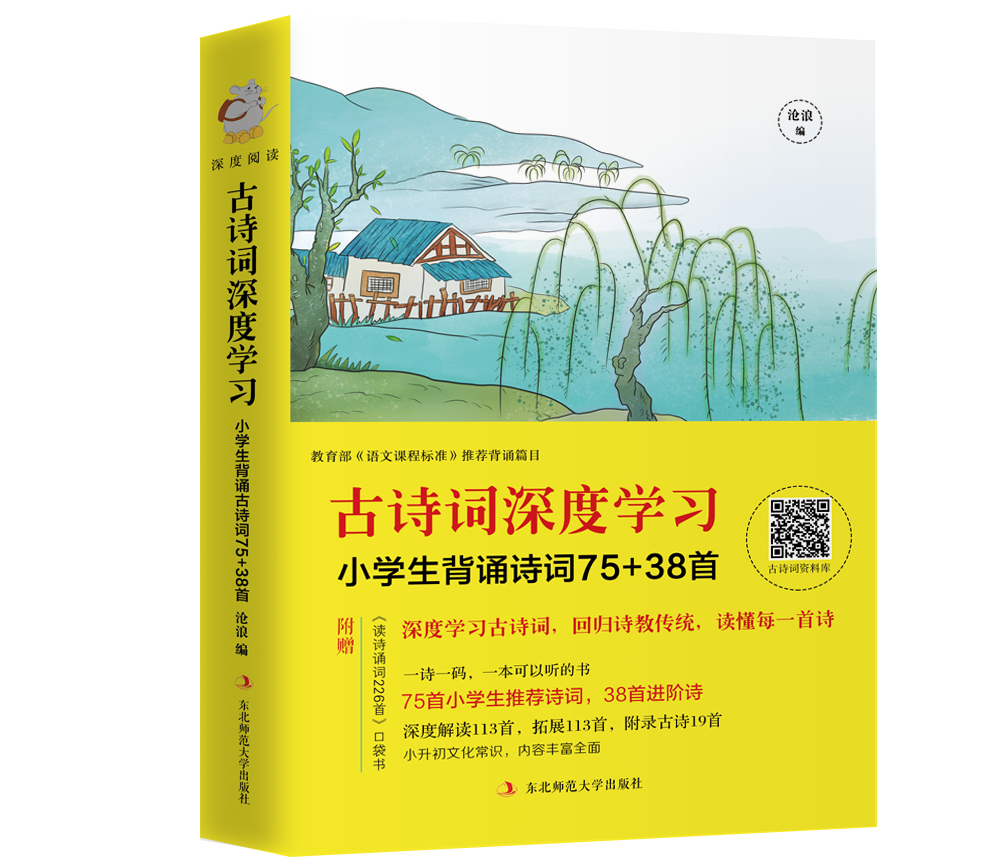 深度阅读
古诗词深度学习
小学生背诵古诗词75+38首
沧浪 编
东北师范大学出版社
沧浪
编
教育部《语文课程标准》推荐背诵篇目
古诗词深度学习
小学生背诵诗词75+38首
古诗词资料库
附赠
《读诗诵词226首》口袋书
深度学习古诗词，回归诗教传统，读懂每一首诗
一诗一码，一本可以听的书
75首小学生推荐诗词，38首进阶诗
深度解读113首，拓展113首，附录古诗19首
小升初文化常识，内容丰富全面
东北师范大学出版社